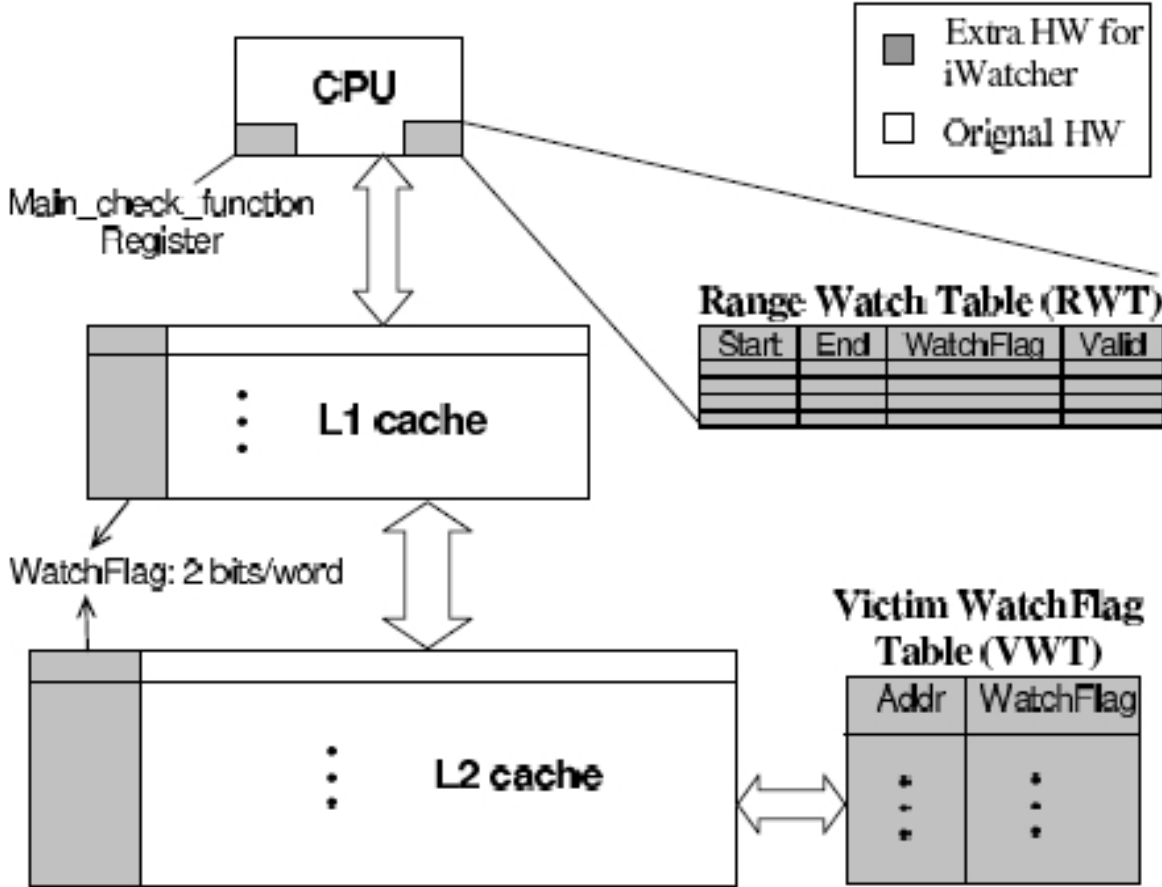 Extra HW for
iWatcher
Orignal HW
CPU
Main_check_function
Register
Range Watch Table (RWT)
Start End WatchFlag Valid
L1 cache
WatchFlag: 2 bits/word
Victim WatchFlag
Table (VWT)
Addr WatchFlag
L2 cache